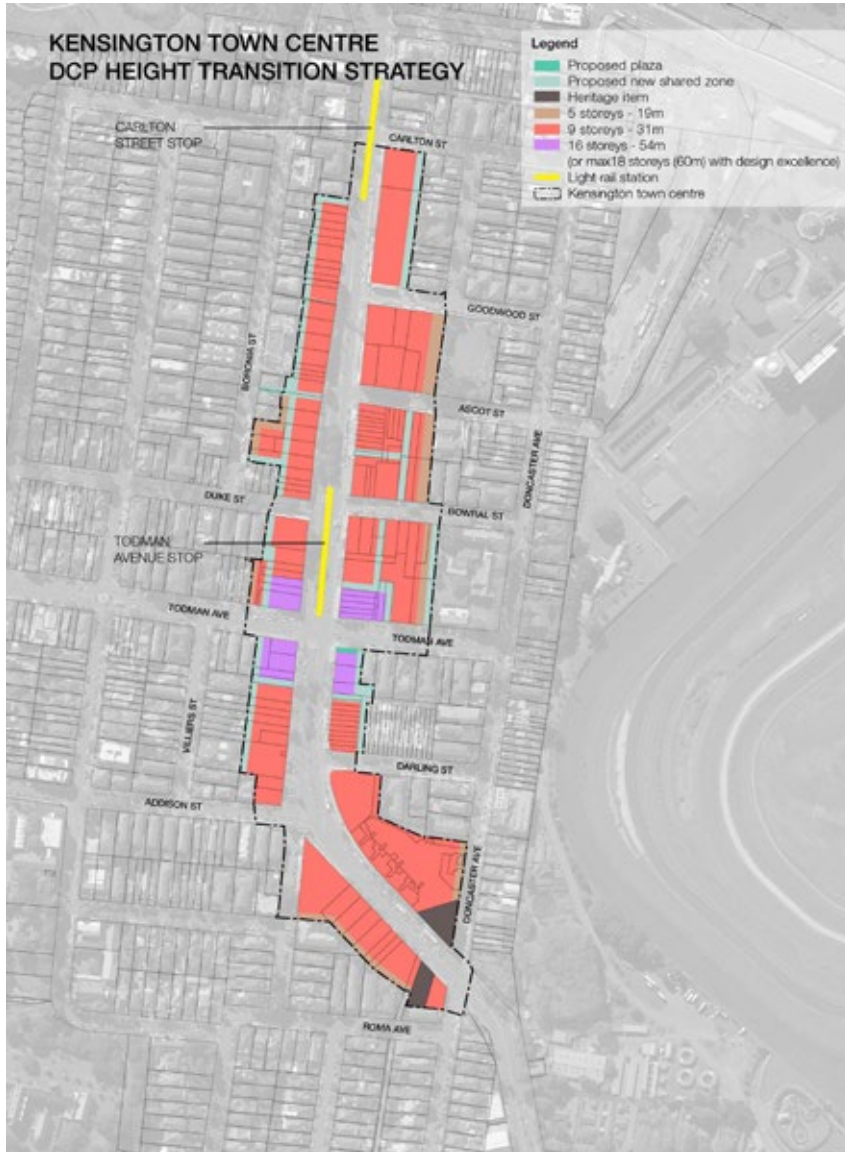 KENSINGTON TOWN CENTRE
DCP HEIGHT TRANSITION STRATEGY
Legend
Proposed plaza
Proposed new shared zone
Heritage item
5 storeys - 19m
9 storeys - 31m
16 storeys - 54m
(or max18 storeys (60m) with design excellence)
Light rail station
Kensington town centre
CARLTON
STREET STOP
CARLTON ST
GOODWOOD ST
BORONIA ST
ASCOT ST
DONCASTER AVE
DUKE ST
BOWRAL ST
TODMAN
AVENUE STOP
TODMAN AVE
TODMAN AVE
VILLIERS ST
DARLING ST
ADDISON ST
DONCASTER AVE
ROMA AVE